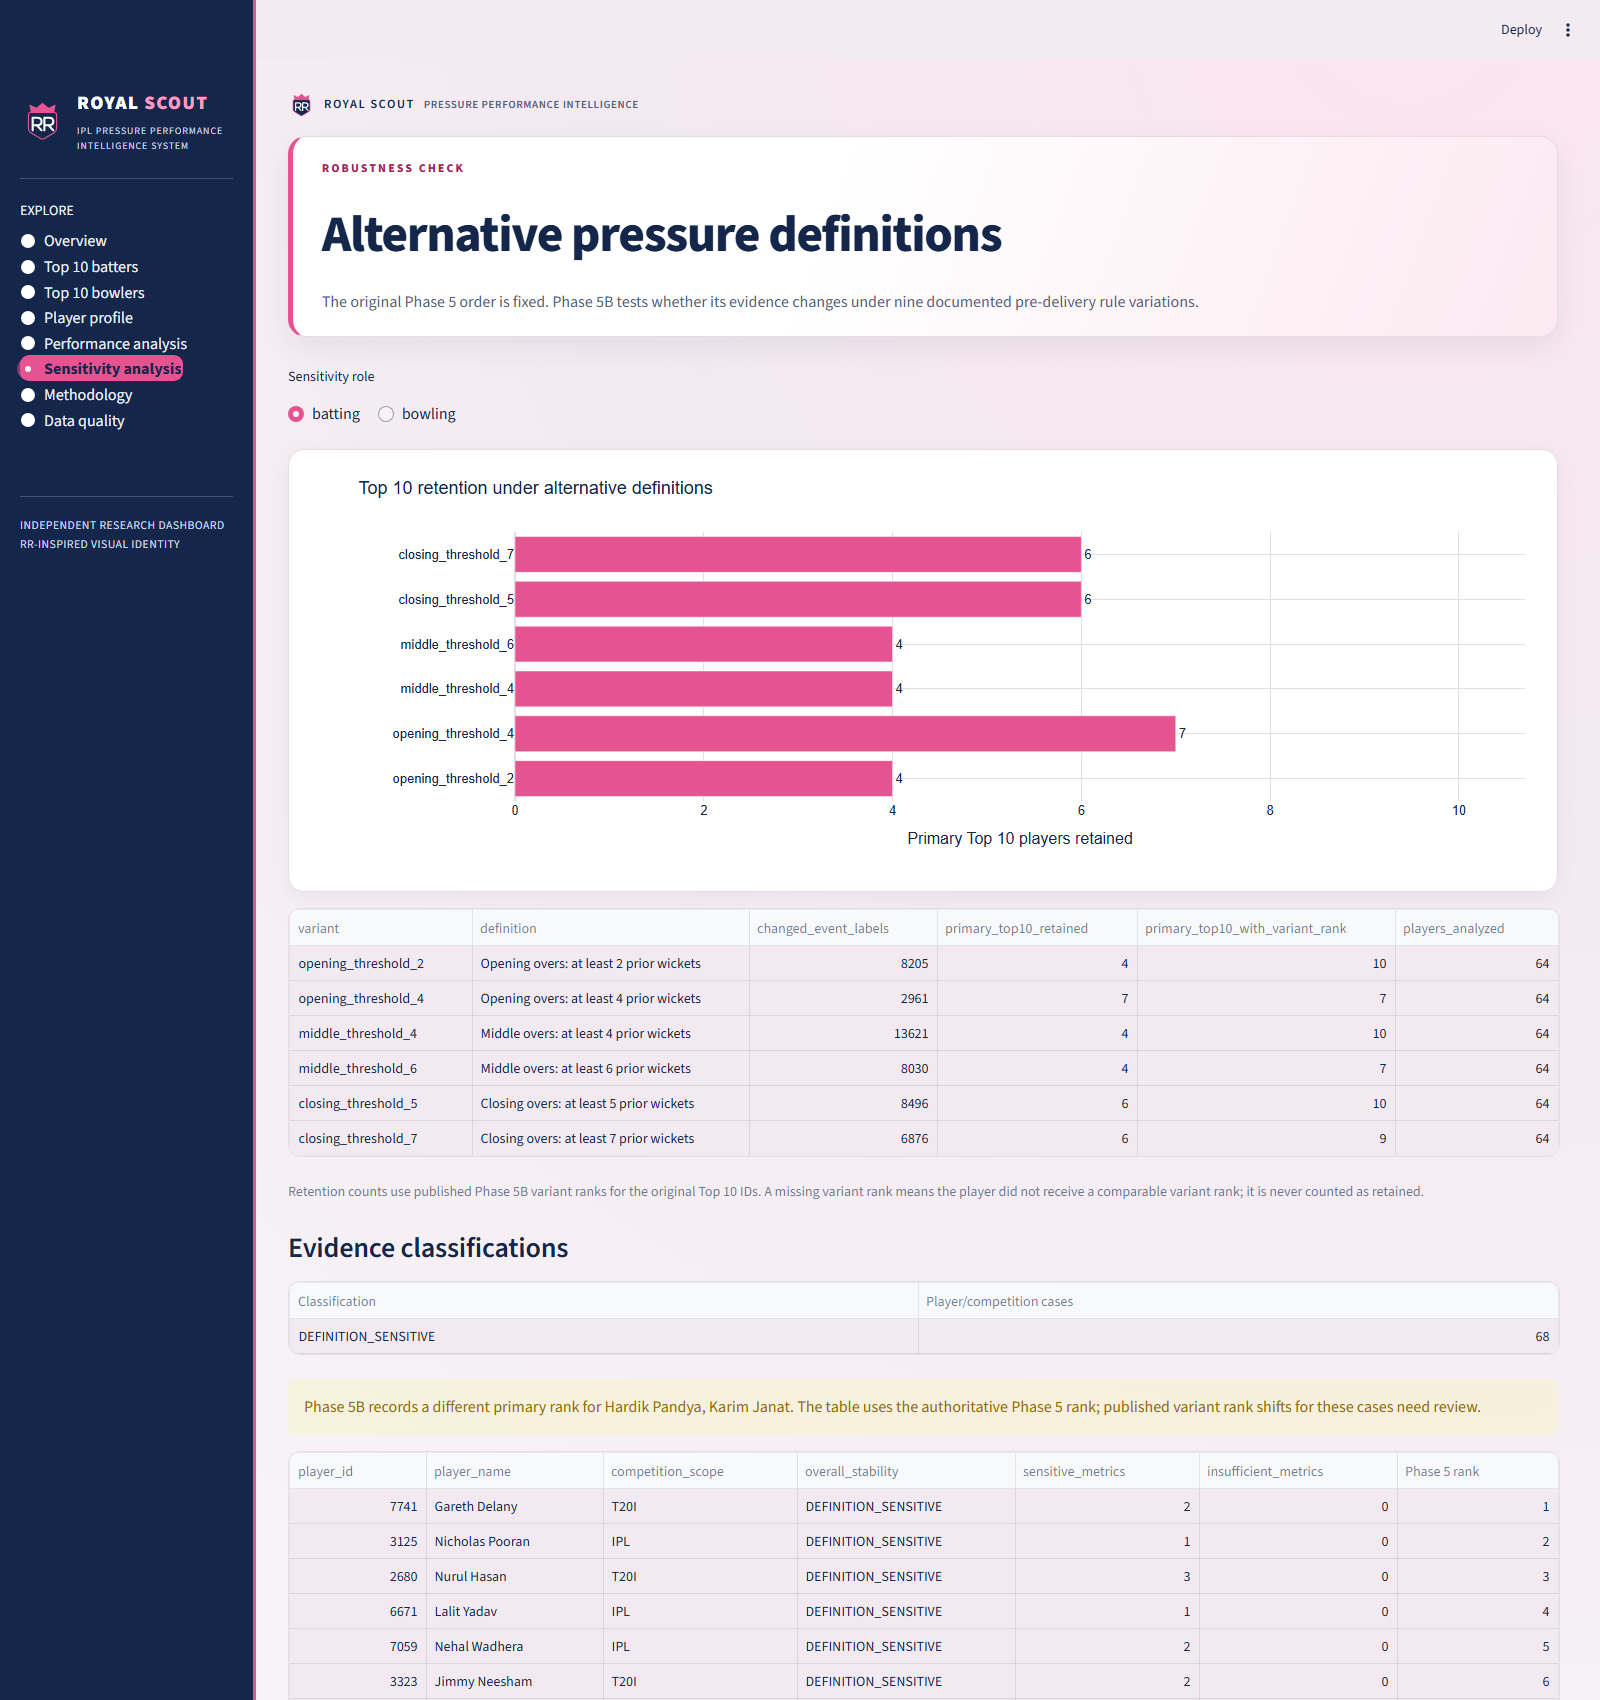 Deploy
RR
ROYAL SCOUT
IPL PRESSURE PERFORMANCE
INTELLIGENCE SYSTEM
EXPLORE
Overview
Top 10 batters
Top 10 bowlers
Player profile
Performance analysis
Sensitivity analysis
Methodology
Data quality
INDEPENDENT RESEARCH DASHBOARD
RR-INSPIRED VISUAL IDENTITY
RR ROYAL SCOUT PRESSURE PERFORMANCE INTELLIGENCE
ROBUSTNESS CHECK
Alternative pressure definitions
The original Phase 5 order is fixed. Phase 5B tests whether its evidence changes under nine documented pre-delivery rule variations.
Sensitivity role
batting bowling
Top 10 retention under alternative definitions
closing_threshold_7 6
closing_threshold_5 6
middle_threshold_6 4
middle_threshold_4 4
opening_threshold_4 7
opening_threshold_2 4
0 2 4 6 8 10
Primary Top 10 players retained
variant definition changed_event_labels primary_top10_retained primary_top10_with_variant_rank players_analyzed
opening_threshold_2 Opening overs: at least 2 prior wickets 8205 4 10 64
opening_threshold_4 Opening overs: at least 4 prior wickets 2961 7 7 64
middle_threshold_4 Middle overs: at least 4 prior wickets 13621 4 10 64
middle_threshold_6 Middle overs: at least 6 prior wickets 8030 4 7 64
closing_threshold_5 Closing overs: at least 5 prior wickets 8496 6 10 64
closing_threshold_7 Closing overs: at least 7 prior wickets 6876 6 9 64
Retention counts use published Phase 5B variant ranks for the original Top 10 IDs. A missing variant rank means the player did not receive a comparable variant rank; it is never counted as retained.
Evidence classifications
Classification Player/competition cases
DEFINITION_SENSITIVE 68
Phase 5B records a different primary rank for Hardik Pandya, Karim Janat. The table uses the authoritative Phase 5 rank; published variant rank shifts for these cases need review.
player_id player_name competition_scope overall_stability sensitive_metrics insufficient_metrics Phase 5 rank
7741 Gareth Delany T20I DEFINITION_SENSITIVE 2 0 1
3125 Nicholas Pooran IPL DEFINITION_SENSITIVE 1 0 2
2680 Nurul Hasan T20I DEFINITION_SENSITIVE 3 0 3
6671 Lalit Yadav IPL DEFINITION_SENSITIVE 1 0 4
7059 Nehal Wadhera IPL DEFINITION_SENSITIVE 2 0 5
3323 Jimmy Neesham T20I DEFINITION_SENSITIVE 2 0 6